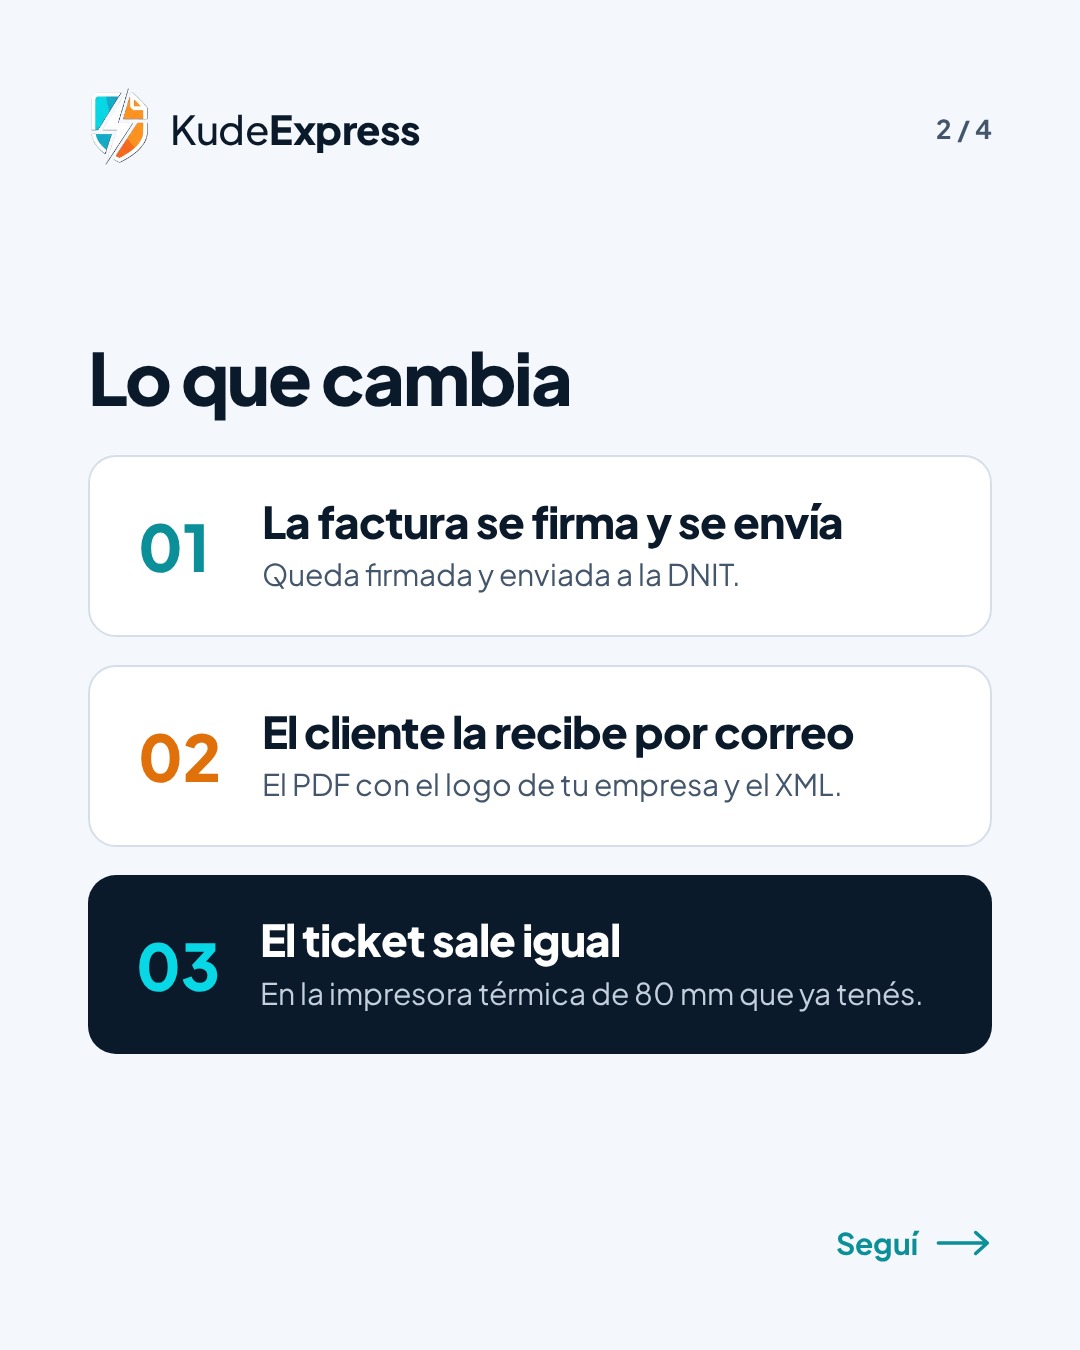 KudeExpress
2 / 4
Lo que cambia
01
La factura se firma y se envía
Queda firmada y enviada a la DNIT.
02
El cliente la recibe por correo
El PDF con el logo de tu empresa y el XML.
03
El ticket sale igual
En la impresora térmica de 80 mm que ya tenés.
Seguí